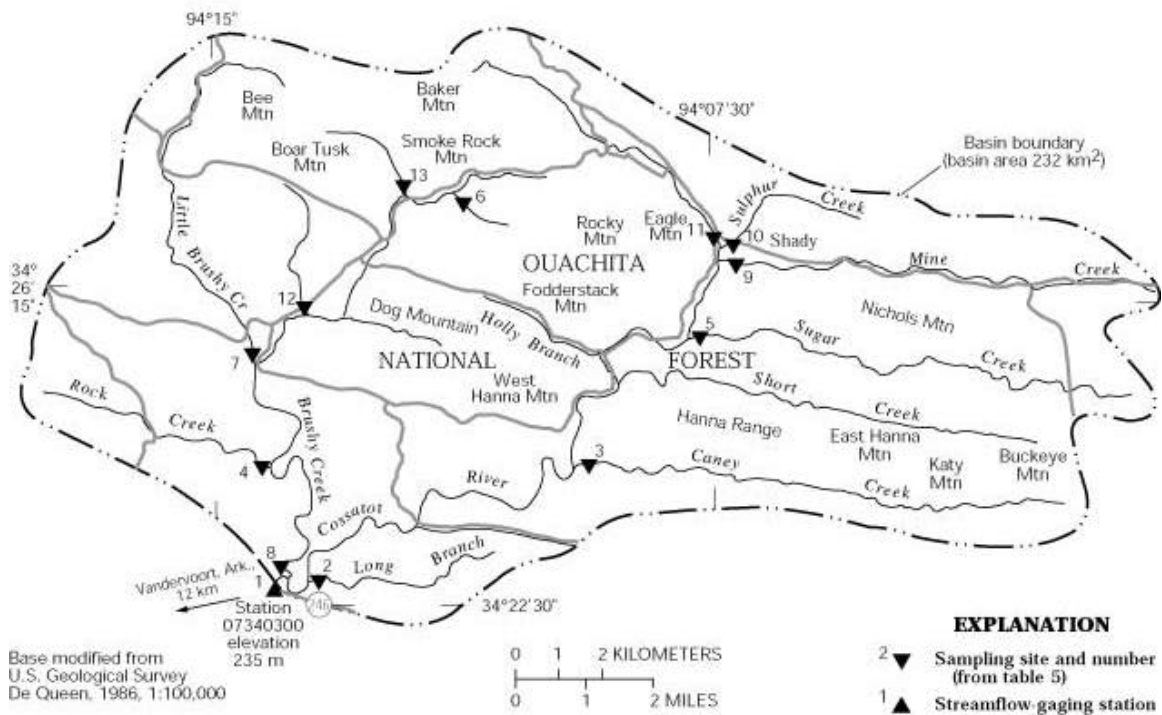 94°15'
94°07'30"
Bee
Mtn
Baker
Mtn
Boar Tusk
Mtn
Smoke Rock
Mtn
Basin boundary
(basin area 232 km²)
13
6
Little
Brushy Cr
Rocky
Mtn
Eagle
Mtn
11
Sulphur
Creek
10
Shady
9
Mine
Creek
34°
26'
15"
OUACHITA
Fodderstack
Mtn
Nichols Mtn
12
Dog Mountain
Holly Branch
5
Sugar
Creek
7
NATIONAL
FOREST
West
Hanna Mtn
Short
Creek
Rock
Creek
Brushy Creek
Hanna Range
East Hanna
Mtn
Katy
Mtn
Buckeye
Mtn
4
3
Caney
Creek
River
Cossatot
8
2
Long
Branch
Vandervoort, Ark.,
12 km
1
Station
07340300
elevation
235 m
246
34°22'30"
Base modified from
U.S. Geological Survey
De Queen, 1986, 1:100,000
0 1 2 KILOMETERS
0 1 2 MILES
EXPLANATION
2 Sampling site and number
(from table 5)
1 Streamflow-gaging station